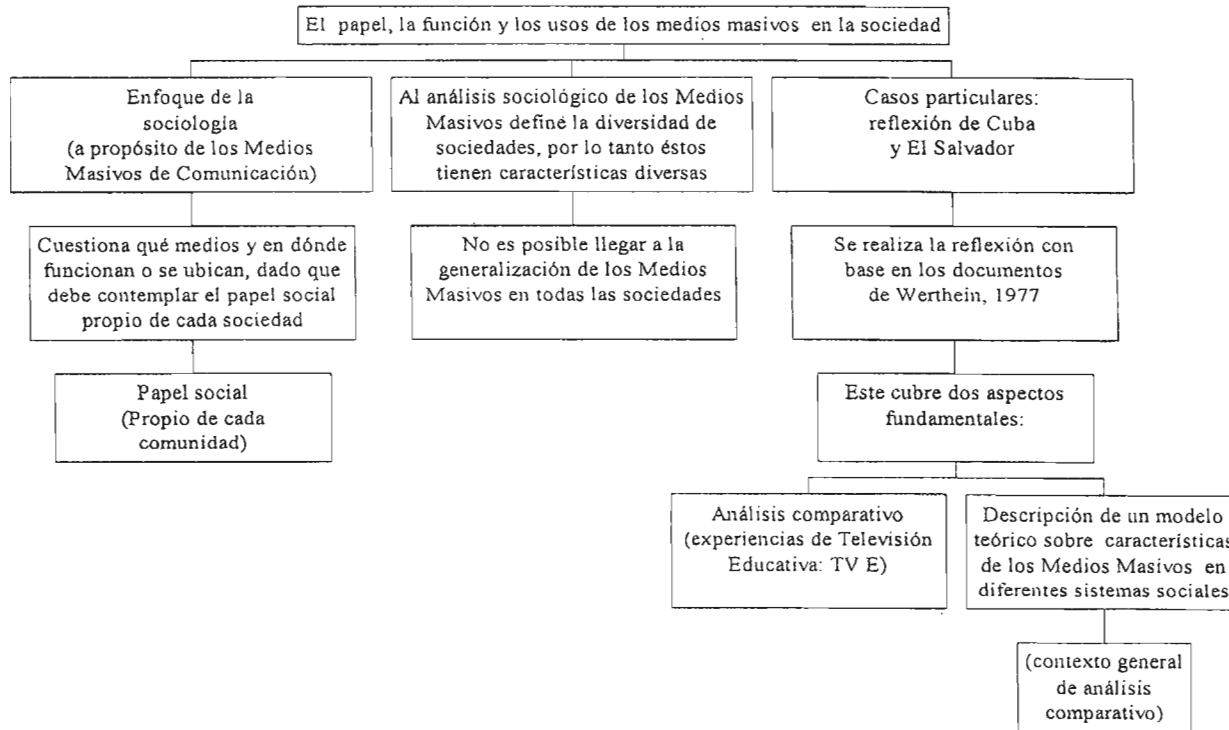 El papel, la función y los usos de los medios masivos en la sociedad
Enfoque de la
sociología
(a propósito de los Medios
Masivos de Comunicación)
Cuestiona qué medios y en dónde
funcionan o se ubican, dado que
debe contemplar el papel social
propio de cada sociedad
Papel social
(Propio de cada
comunidad)
Al análisis sociológico de los Medios
Masivos define la diversidad de
sociedades, por lo tanto éstos
tienen características diversas
No es posible llegar a la
generalización de los Medios
Masivos en todas las sociedades
Casos particulares:
reflexión de Cuba
y El Salvador
Se realiza la reflexión con
base en los documentos
de Werthein, 1977
Este cubre dos aspectos
fundamentales:
Análisis comparativo
(experiencias de Televisión
Educativa: TV E)
Descripción de un modelo
teórico sobre características
de los Medios Masivos en
diferentes sistemas sociales
(contexto general
de análisis
comparativo)